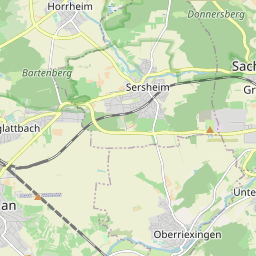 Horrheim
Donnersberg
Bartenberg
Sach
Sersheim
Gr
glattbach
Unte
an
Oberriexingen